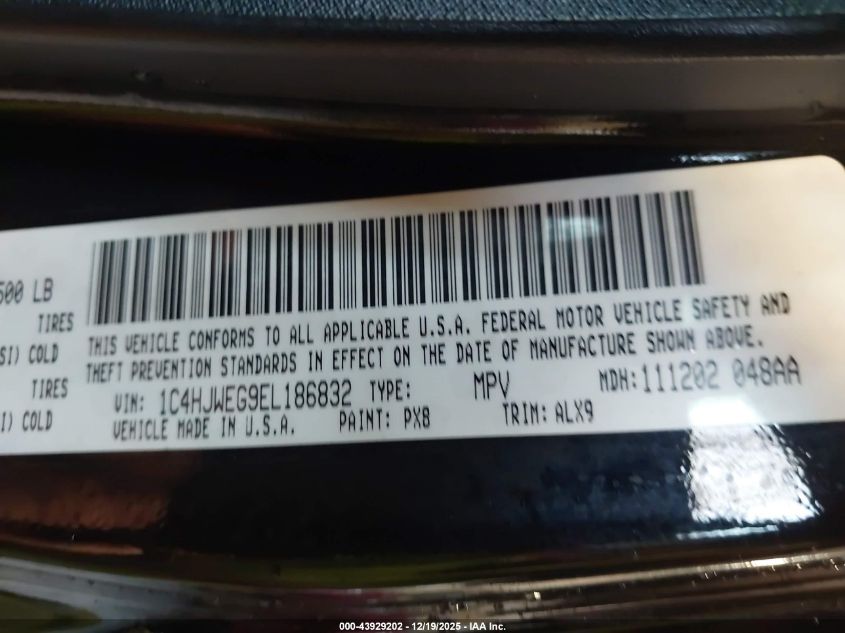 500 LB
TIRES
SI) COLD
TIRES
I) COLD
THIS VEHICLE CONFORMS TO ALL APPLICABLE U.S.A. FEDERAL MOTOR VEHICLE SAFETY AND
THEFT PREVENTION STANDARDS IN EFFECT ON THE DATE OF MANUFACTURE SHOWN ABOVE.
VIN: 1C4HJWEG9EL186832 TYPE: MPV MDH: 111202 048AA
VEHICLE MADE IN U.S.A. PAINT: PX8 TRIM: ALX9
000-43929202 - 12/19/2025 - IAA Inc.